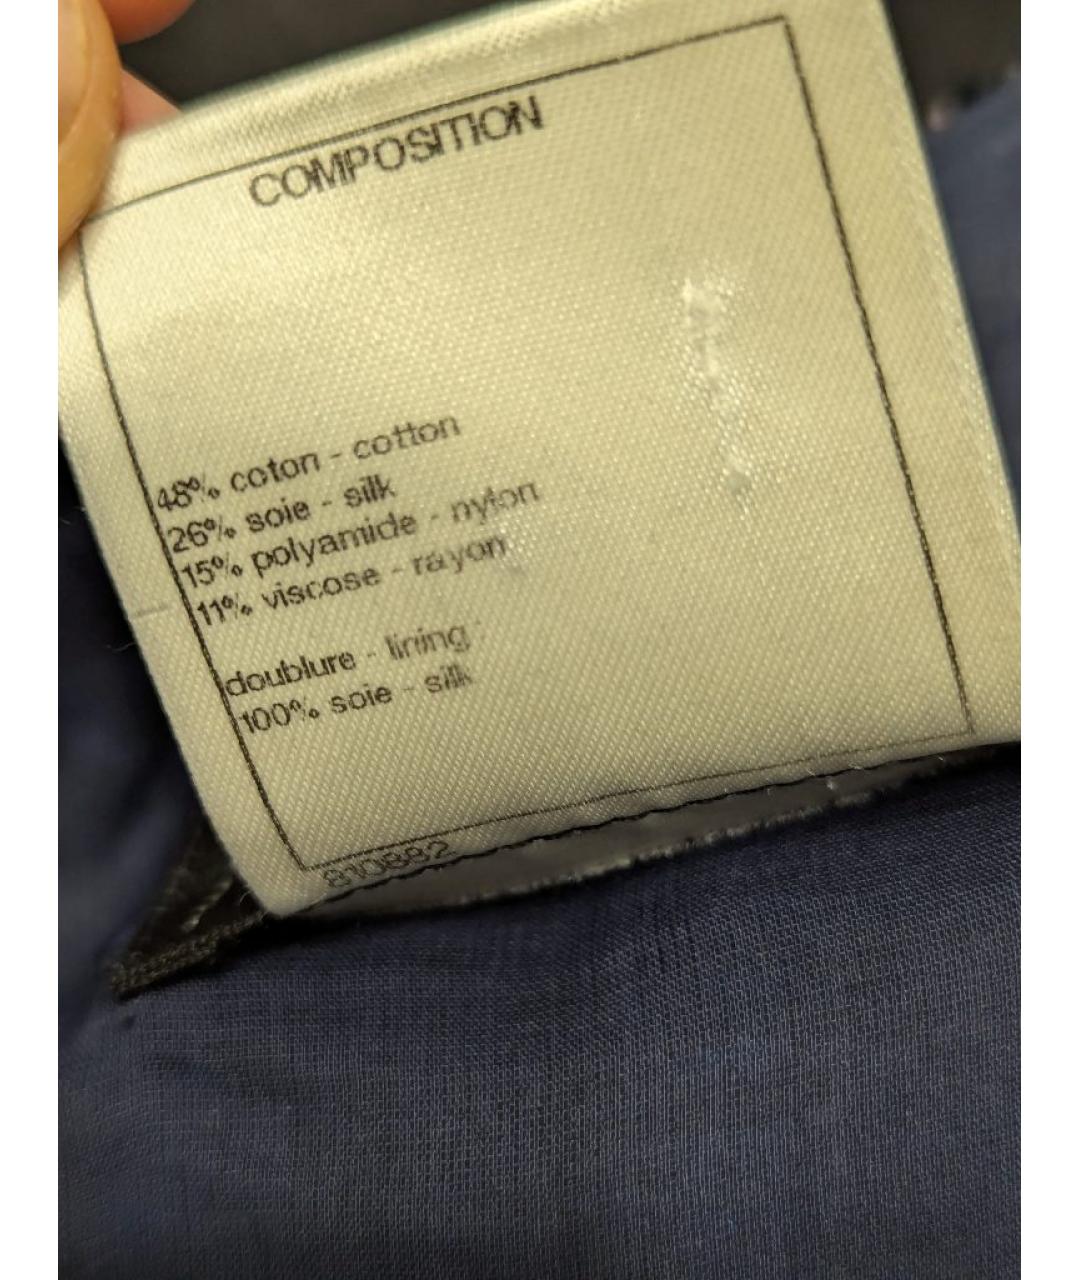 COMPOSITION
48% coton - cotton
26% soie - silk
15% polyamide - nylon
11% viscose - rayon
doublure - lining
100% soie - silk
810882